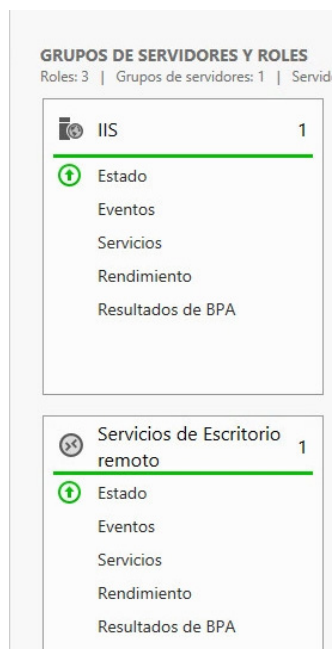 GRUPOS DE SERVIDORES Y ROLES
Roles: 3 | Grupos de servidores: 1 |
IIS 1
Estado
Eventos
Servicios
Rendimiento
Resultados de BPA
Servicios de Escritorio
remoto 1
Estado
Eventos
Servicios
Rendimiento
Resultados de BPA